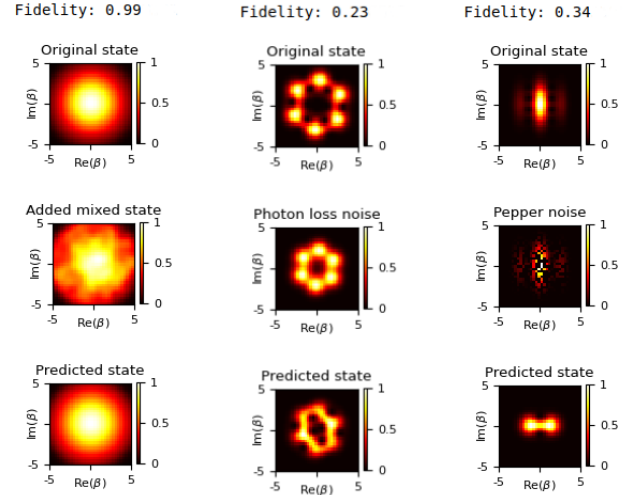 Fidelity: 0.99
Fidelity: 0.23
Fidelity: 0.34
Original state
5
Im(β)
-5
-5
Re(β)
5
1
0.5
0
Original state
5
Im(β)
-5
-5
Re(β)
5
1
0.5
0
Original state
5
Im(β)
-5
-5
Re(β)
5
1
0.5
0
Added mixed state
5
Im(β)
-5
-5
Re(β)
5
1
0.5
0
Photon loss noise
5
Im(β)
-5
-5
Re(β)
5
1
0.5
0
Pepper noise
5
Im(β)
-5
-5
Re(β)
5
1
0.5
0
Predicted state
5
Im(β)
-5
-5
Re(β)
5
1
0.5
0
Predicted state
5
Im(β)
-5
-5
Re(β)
5
1
0.5
0
Predicted state
5
Im(β)
-5
-5
Re(β)
5
1
0.5
0